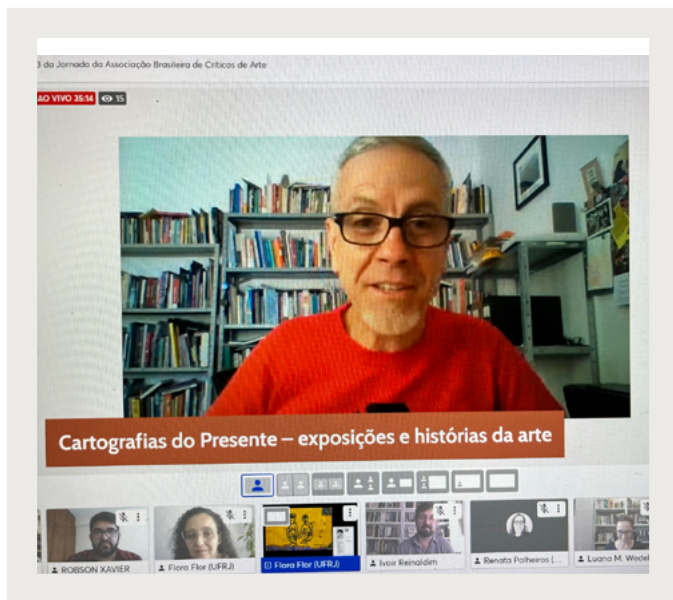 3 da Jornada da Associação Brasileira de Críticos de Arte
AO VIVO 35:14 15
Cartografias do Presente – exposições e histórias da arte
ROBSON XAVIER
Flora Flor (UFRJ)
Flora Flor (UFRJ)
Ivair Reinaldim
Renata Palheiros (...
Luana M. Wedel